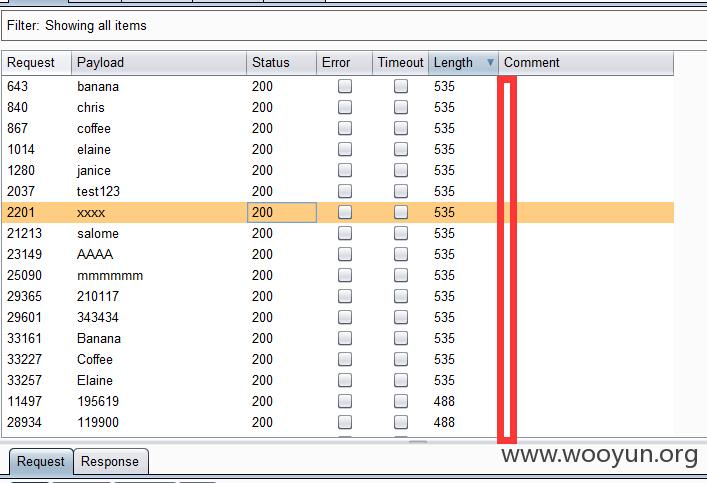 Filter: Showing all items
Request Payload Status Error Timeout Length Comment
643 banana 200 535
840 chris 200 535
867 coffee 200 535
1014 elaine 200 535
1280 janice 200 535
2037 test123 200 535
2201 xxxx 200 535
21213 salome 200 535
23149 AAAA 200 535
25090 mmmmmm 200 535
29365 210117 200 535
29601 343434 200 535
33161 Banana 200 535
33227 Coffee 200 535
33257 Elaine 200 535
11497 195619 200 488
28934 119900 200 488
www.wooyun.org
Request Response